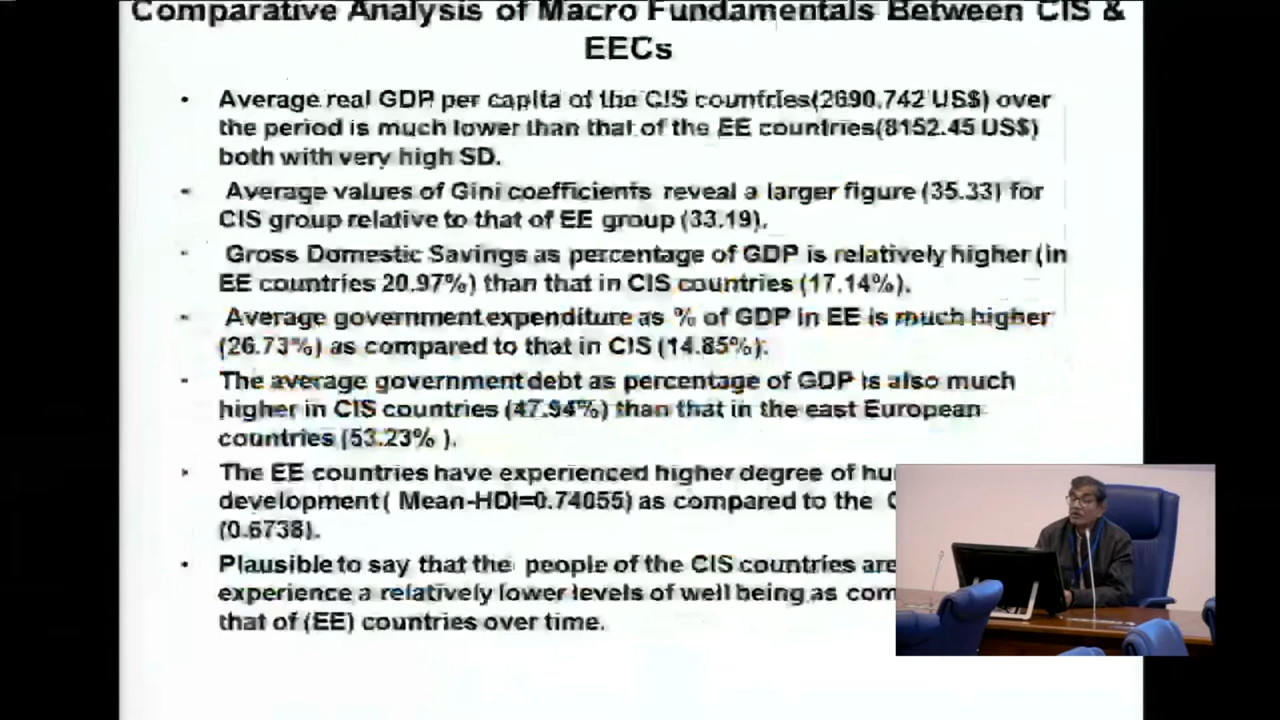 Comparative Analysis of Macro Fundamentals Between CIS &
EECs
• Average real GDP per capita of the CIS countries(2690.742 US$) over
the period is much lower than that of the EE countries(8152.45 US$)
both with very high SD.
• Average values of Gini coefficients reveal a larger figure (35.33) for
CIS group relative to that of EE group (33.19).
• Gross Domestic Savings as percentage of GDP is relatively higher (in
EE countries 20.97%) than that in CIS countries (17.14%).
• Average government expenditure as % of GDP in EE is much higher
(26.73%) as compared to that in CIS (14.85%).
• The average government debt as percentage of GDP is also much
higher in CIS countries (47.94%) than that in the east European
countries (53.23% ).
• The EE countries have experienced higher degree of hu
development( Mean-HDI=0.74055) as compared to the
(0.6738).
• Plausible to say that the people of the CIS countries are
experience a relatively lower levels of well being as com
that of (EE) countries over time.